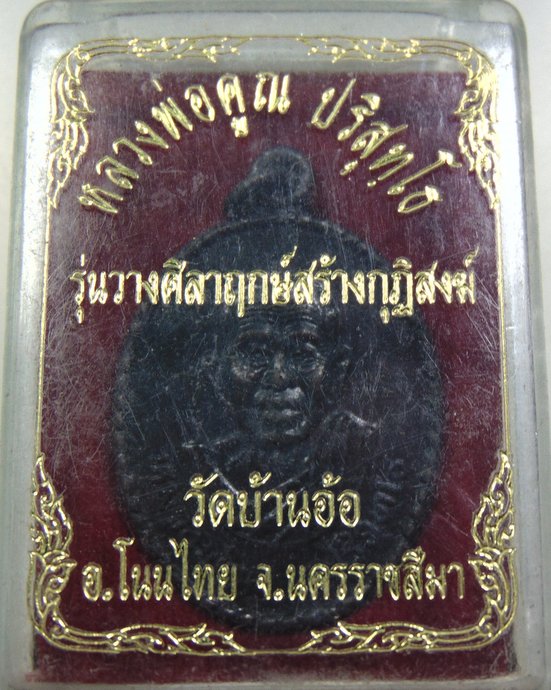 หลวงพ่อคูณ ปริสุทฺโธ
รุ่นวางศิลาฤกษ์สร้างกุฏิสงฆ์
วัดบ้านอ้อ
อ.โนนไทย จ.นครราชสีมา